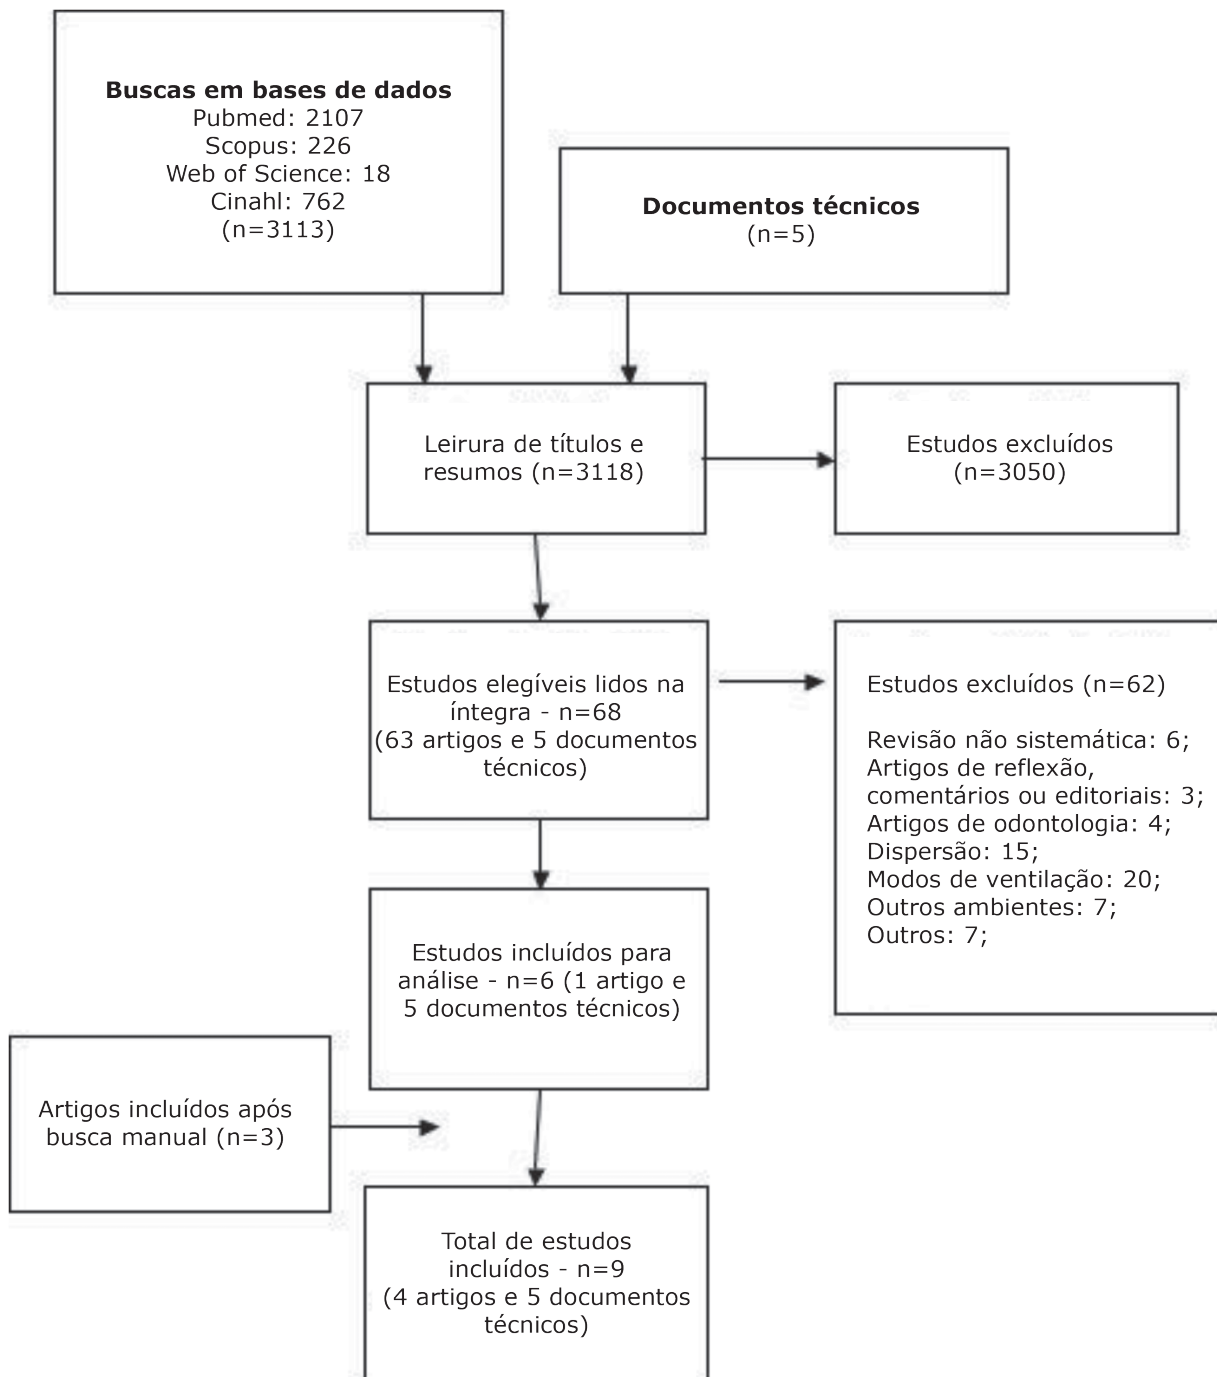 Buscas em bases de dados
Pubmed: 2107
Scopus: 226
Web of Science: 18
Cinahl: 762
(n=3113)
Documentos técnicos
(n=5)
Leirura de títulos e
resumos (n=3118)
Estudos excluídos
(n=3050)
Estudos elegíveis lidos na
íntegra - n=68
(63 artigos e 5 documentos
técnicos)
Estudos excluídos (n=62)
Revisão não sistemática: 6;
Artigos de reflexão,
comentários ou editoriais: 3;
Artigos de odontologia: 4;
Dispersão: 15;
Modos de ventilação: 20;
Outros ambientes: 7;
Outros: 7;
Estudos incluídos para
análise - n=6 (1 artigo e
5 documentos técnicos)
Artigos incluídos após
busca manual (n=3)
Total de estudos
incluídos - n=9
(4 artigos e 5 documentos
técnicos)